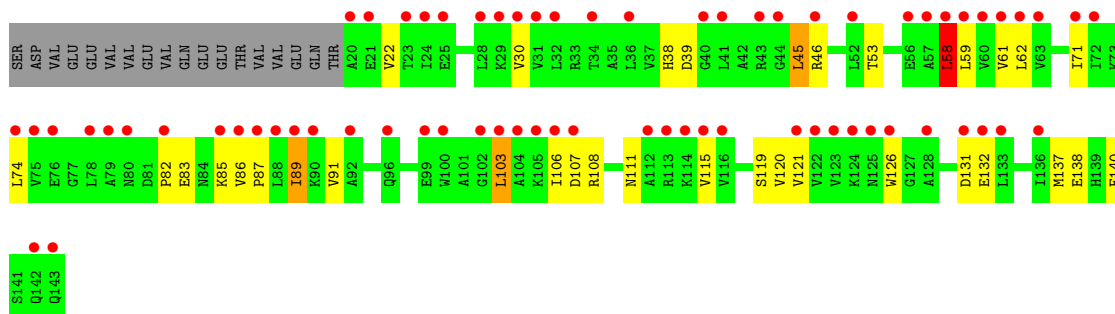 SER ASP VAL GLU GLU VAL VAL GLU VAL GLN GLU GLU THR VAL VAL GLU GLN THR A20 E21 V22 T23 I24 E25 L28 K29 V30 V31 L32 R33 T34 A35 L36 V37 H38 D39 G40 L41 A42 R43 G44 L45 R46 L52 T53 E56 A57 L58 L59 V60 V61 L62 V63 I71 I72 K73
L74 V75 E76 G77 L78 A79 N80 D81 P82 E83 N84 K85 V86 P87 L88 I89 K90 V91 A92 Q96 E99 W100 A101 G102 L103 A104 K105 I106 D107 R108 N111 A112 R113 K114 V115 V116 S119 V120 V121 V122 V123 K124 N125 W126 G127 A128 D131 E132 L133 I136 M137 E138 H139 F140
S141 Q142 Q143